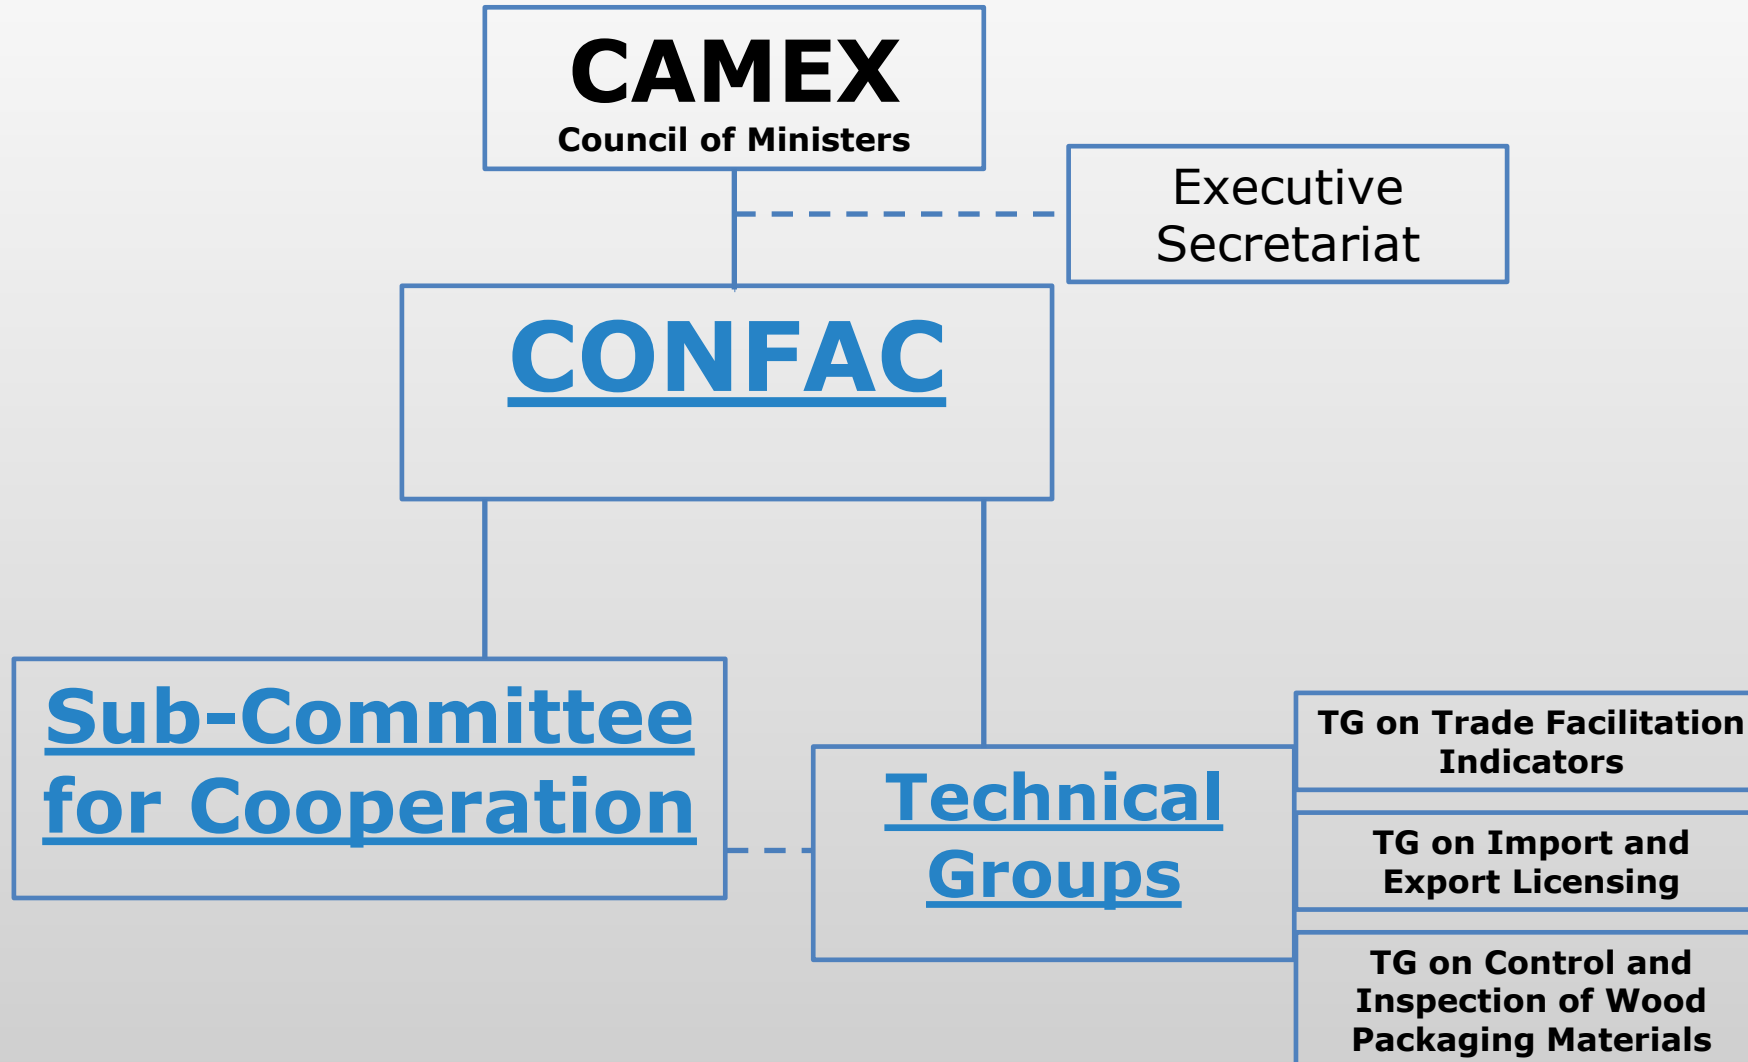 CAMEX
Council of Ministers
Executive
Secretariat
CONFAC
Sub-Committee
for Cooperation
Technical
Groups
TG on Trade Facilitation
Indicators
TG on Import and
Export Licensing
TG on Control and
Inspection of Wood
Packaging Materials